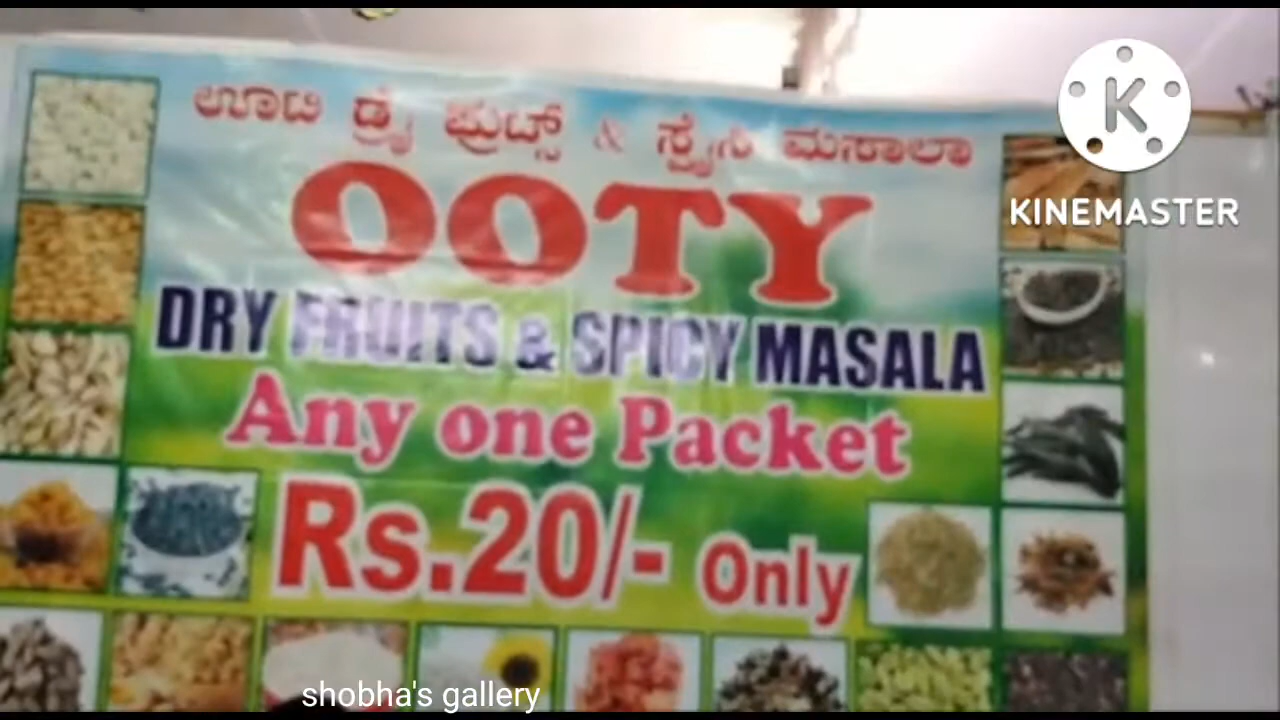 ಊಟಿ ಡ್ರೈ ಫ್ರುಟ್ಸ್ & ಸ್ಪೈಸಿ ಮಸಾಲಾ
OOTY
DRY FRUITS & SPICY MASALA
Any one Packet
Rs.20/- Only
K
KINEMASTER
shobha's gallery